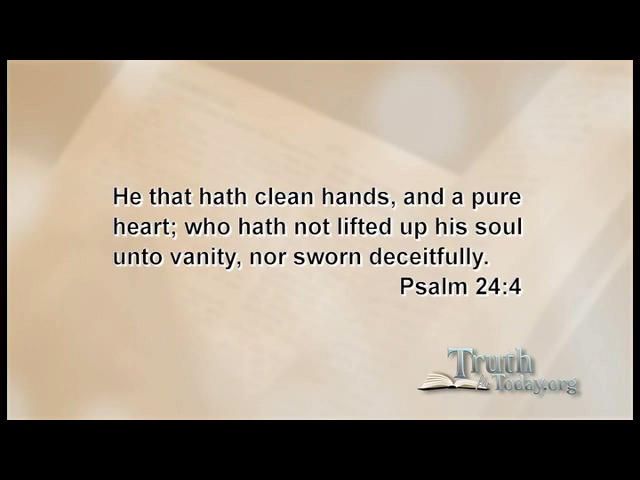 He that hath clean hands, and a pure
heart; who hath not lifted up his soul
unto vanity, nor sworn deceitfully.
Psalm 24:4
Truth
for Today.org